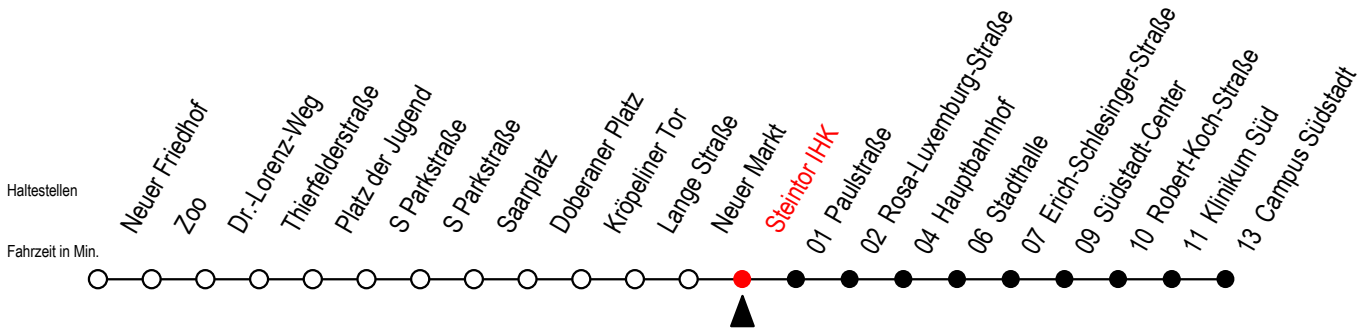 Haltestellen
Fahrzeit in Min.
Neuer Friedhof
Zoo
Dr.-Lorenz-Weg
Thierfelderstraße
Platz der Jugend
S Parkstraße
S Parkstraße
Saarplatz
Doberaner Platz
Kröpeliner Tor
Lange Straße
Neuer Markt
Steintor IHK
01 Paulstraße
02 Rosa-Luxemburg-Straße
04 Hauptbahnhof
06 Stadthalle
07 Erich-Schlesinger-Straße
09 Südstadt-Center
10 Robert-Koch-Straße
11 Klinikum Süd
13 Campus Südstadt